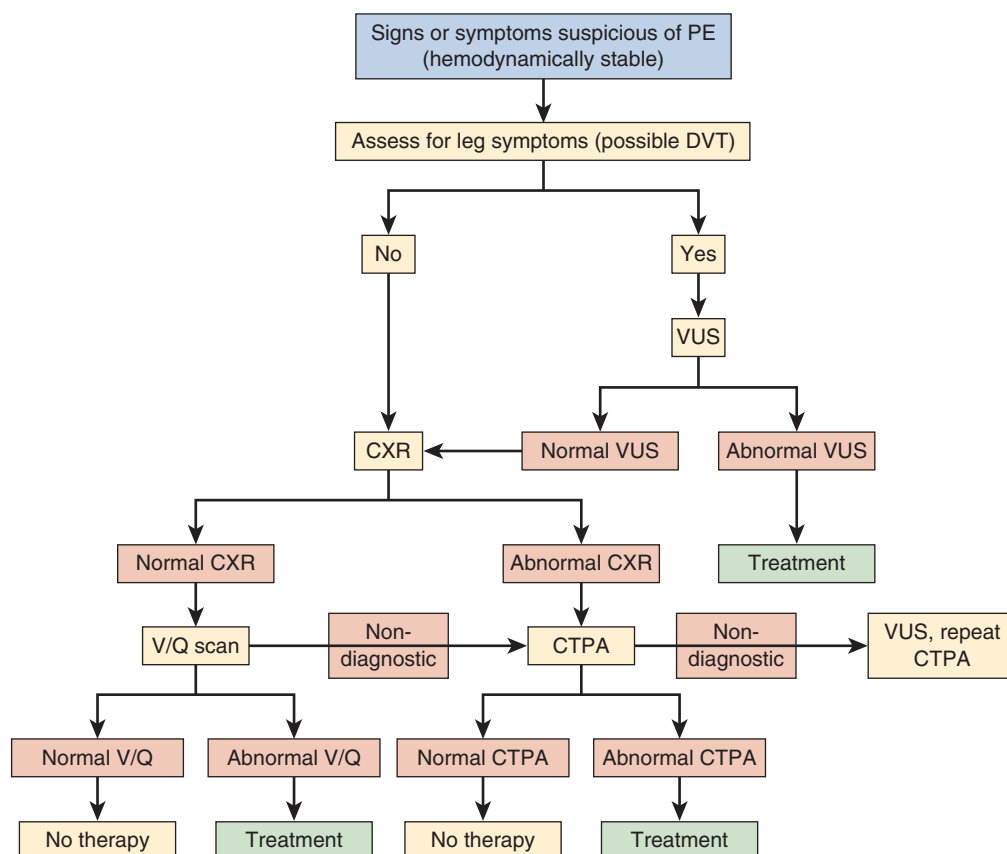 Signs or symptoms suspicious of PE
(hemodynamically stable)
Assess for leg symptoms (possible DVT)
No
Yes
VUS
CXR
Normal VUS
Abnormal VUS
Normal CXR
Abnormal CXR
Treatment
V/Q scan
Non-
diagnostic
CTPA
Non-
diagnostic
VUS, repeat
CTPA
Normal V/Q
Abnormal V/Q
Normal CTPA
Abnormal CTPA
No therapy
Treatment
No therapy
Treatment